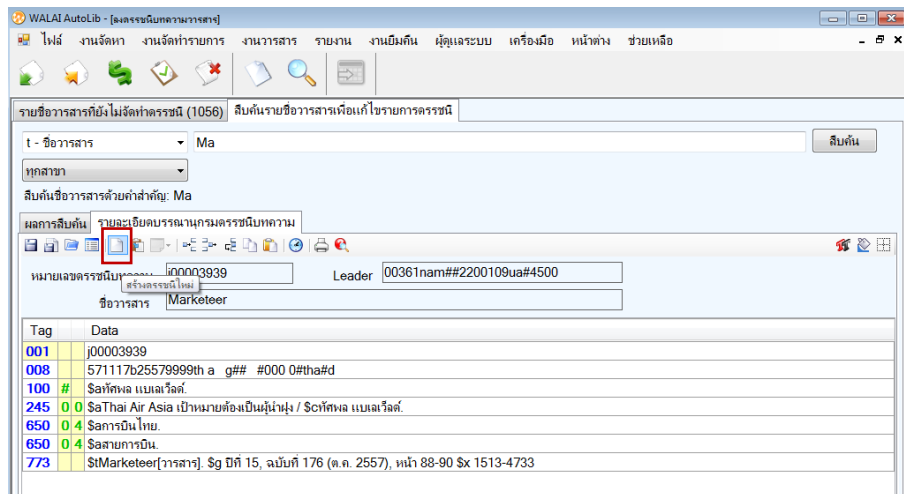 WALAI AutoLib - [ลงดรรชนีบทความวารสาร]
ไฟล์ งานจัดหา งานจัดทำรายการ งานวารสาร รายงาน งานยืมคืน ผู้ดูแลระบบ เครื่องมือ หน้าต่าง ช่วยเหลือ
รายชื่อวารสารที่ยังไม่จัดทำดรรชนี (1056) สืบค้นรายชื่อวารสารเพื่อแก้ไขรายการดรรชนี
t - ชื่อวารสาร Ma สืบค้น
ทุกสาขา
สืบค้นชื่อวารสารด้วยคำสำคัญ: Ma
ผลการสืบค้น รายละเอียดบรรณานุกรมดรรชนีบทความ
หมายเลขดรรชนีบทความ j00003939 Leader 00361nam##2200109ua#4500
สร้างดรรชนีใหม่
ชื่อวารสาร Marketeer
Tag Data
001 j00003939
008 571117b25579999th a g## #000 0#tha#d
100 # $aทัศพล แบเลเว็ลด์.
245 0 0 $aThai Air Asia เป้าหมายต้องเป็นผู้นำฝูง / $cทัศพล แบเลเว็ลด์.
650 0 4 $aการบินไทย.
650 0 4 $aสายการบิน.
773 $tMarketeer[วารสาร]. $g ปีที่ 15, ฉบับที่ 176 (ต.ค. 2557), หน้า 88-90 $x 1513-4733